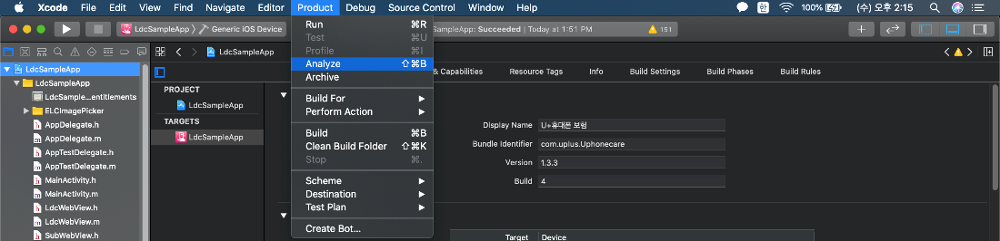 Xcode File Edit View Find Navigate Editor Product Debug Source Control Window Help 한 100% (수) 오후 2:15
LdcSampleApp Generic iOS Device SampleApp: Succeeded | Today at 1:51 PM 151
LdcSampleApp
LdcSampleApp
LdcSample...entitlements
ELCImagePicker
AppDelegate.h
AppDelegate.m
AppTestDelegate.h
AppTestDelegate.m
MainActivity.h
MainActivity.m
LdcWebView.h
LdcWebView.m
SubWebView.h
LdcSampleApp
PROJECT
LdcSampleApp
TARGETS
LdcSampleApp
Run ⌘R
Test ⌘U
Profile ⌘I
Analyze ⇧⌘B
Archive
Build For
Perform Action
Build ⌘B
Clean Build Folder ⇧⌘K
Stop ⌘.
Scheme
Destination
Test Plan
Create Bot...
& Capabilities Resource Tags Info Build Settings Build Phases Build Rules
Display Name U+휴대폰 보험
Bundle Identifier com.uplus.Uphonecare
Version 1.3.3
Build 4
Target Device